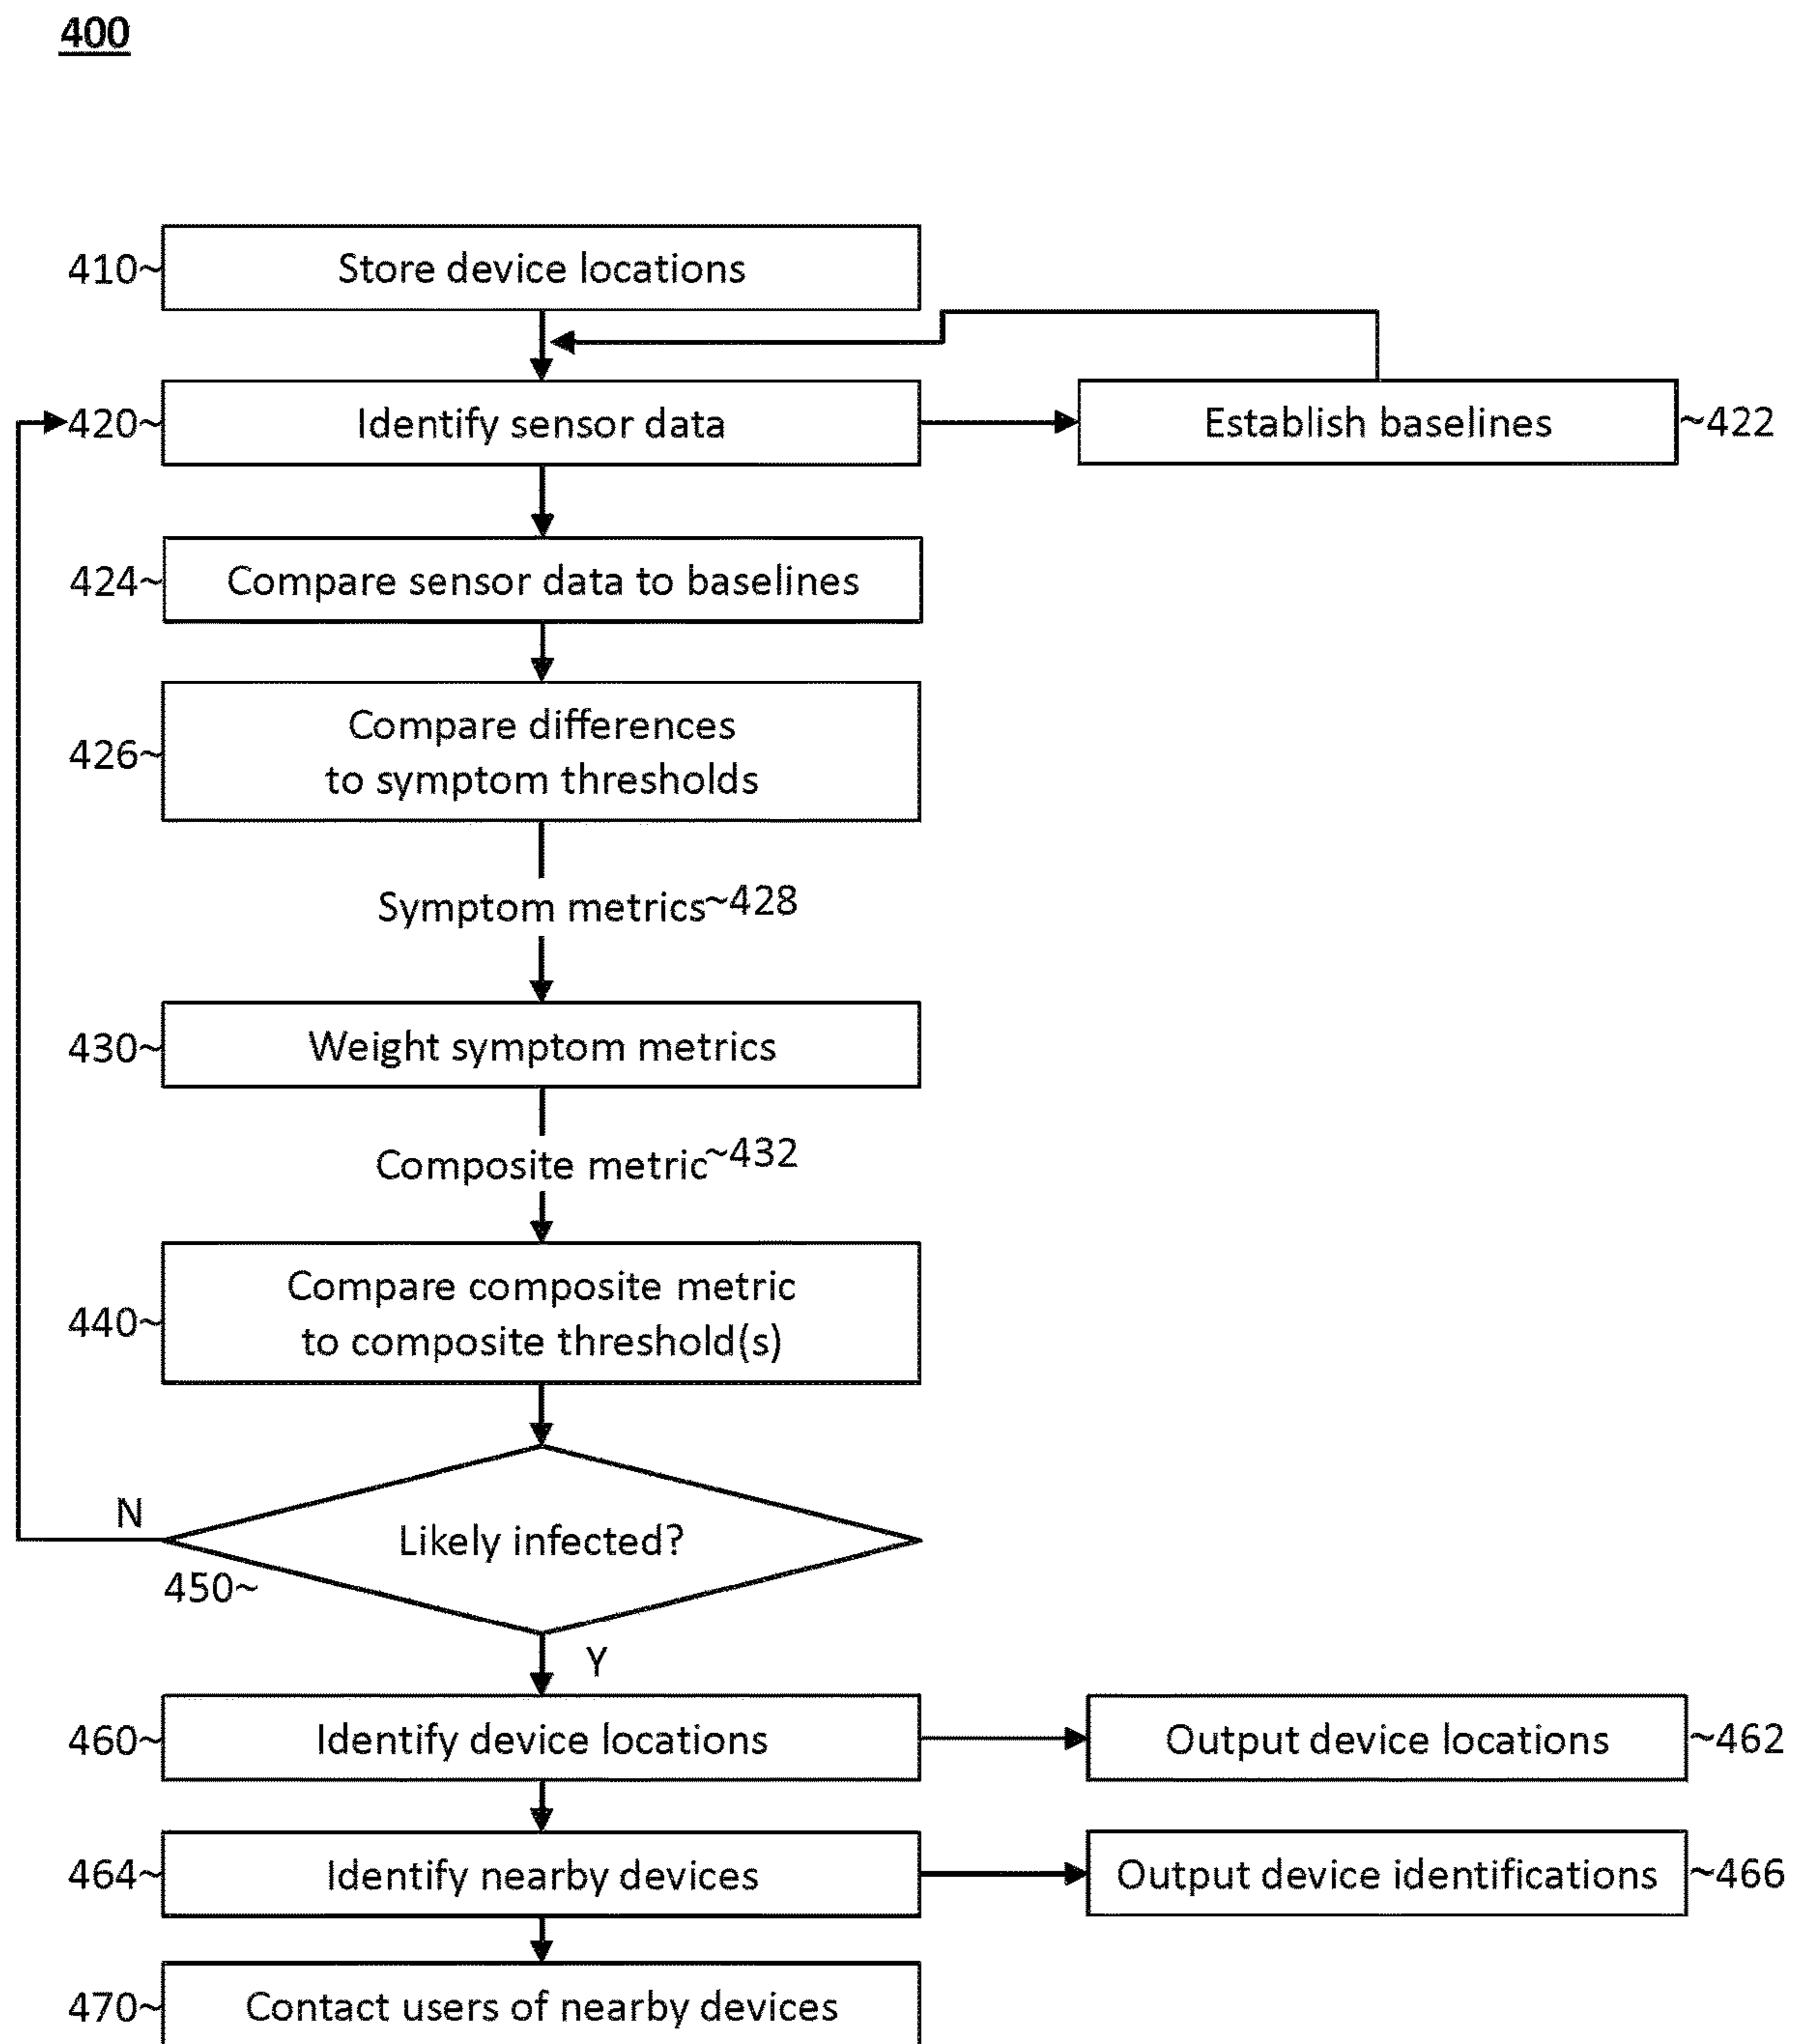 400
410~ Store device locations
420~ Identify sensor data
Establish baselines ~422
424~ Compare sensor data to baselines
426~ Compare differences
to symptom thresholds
Symptom metrics~428
430~ Weight symptom metrics
Composite metric~432
440~ Compare composite metric
to composite threshold(s)
N
Likely infected?
450~
Y
460~ Identify device locations
Output device locations ~462
464~ Identify nearby devices
Output device identifications ~466
470~ Contact users of nearby devices